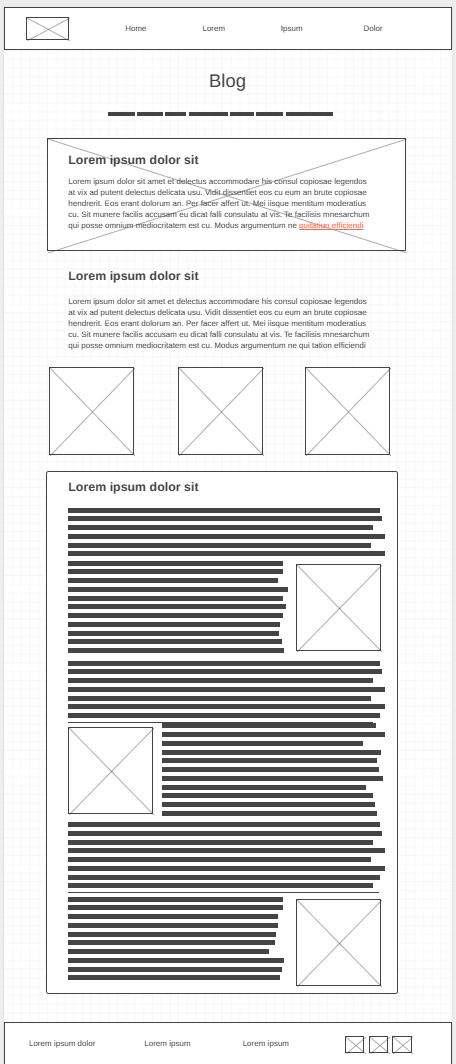 Home Lorem Ipsum Dolor
Blog
Lorem ipsum dolor sit
Lorem ipsum dolor sit amet et delectus accommodare his consul copiosae legendos
at vix ad putent delectus delicata usu. Vidit dissentiet eos cu eum an brute copiosae
hendrerit. Eos erant dolorum an. Per facer affert ut. Mei iisque mentitum moderatius
cu. Sit munere facilis accusam eu dicat falli consulatu at vis. Te facilisis mnesarchum
qui posse omnium mediocritatem est cu. Modus argumentum ne quitation efficiendi
Lorem ipsum dolor sit
Lorem ipsum dolor sit amet et delectus accommodare his consul copiosae legendos
at vix ad putent delectus delicata usu. Vidit dissentiet eos cu eum an brute copiosae
hendrerit. Eos erant dolorum an. Per facer affert ut. Mei iisque mentitum moderatius
cu. Sit munere facilis accusam eu dicat falli consulatu at vis. Te facilisis mnesarchum
qui posse omnium mediocritatem est cu. Modus argumentum ne qui tation efficiendi
Lorem ipsum dolor sit
Lorem ipsum dolor Lorem ipsum Lorem ipsum